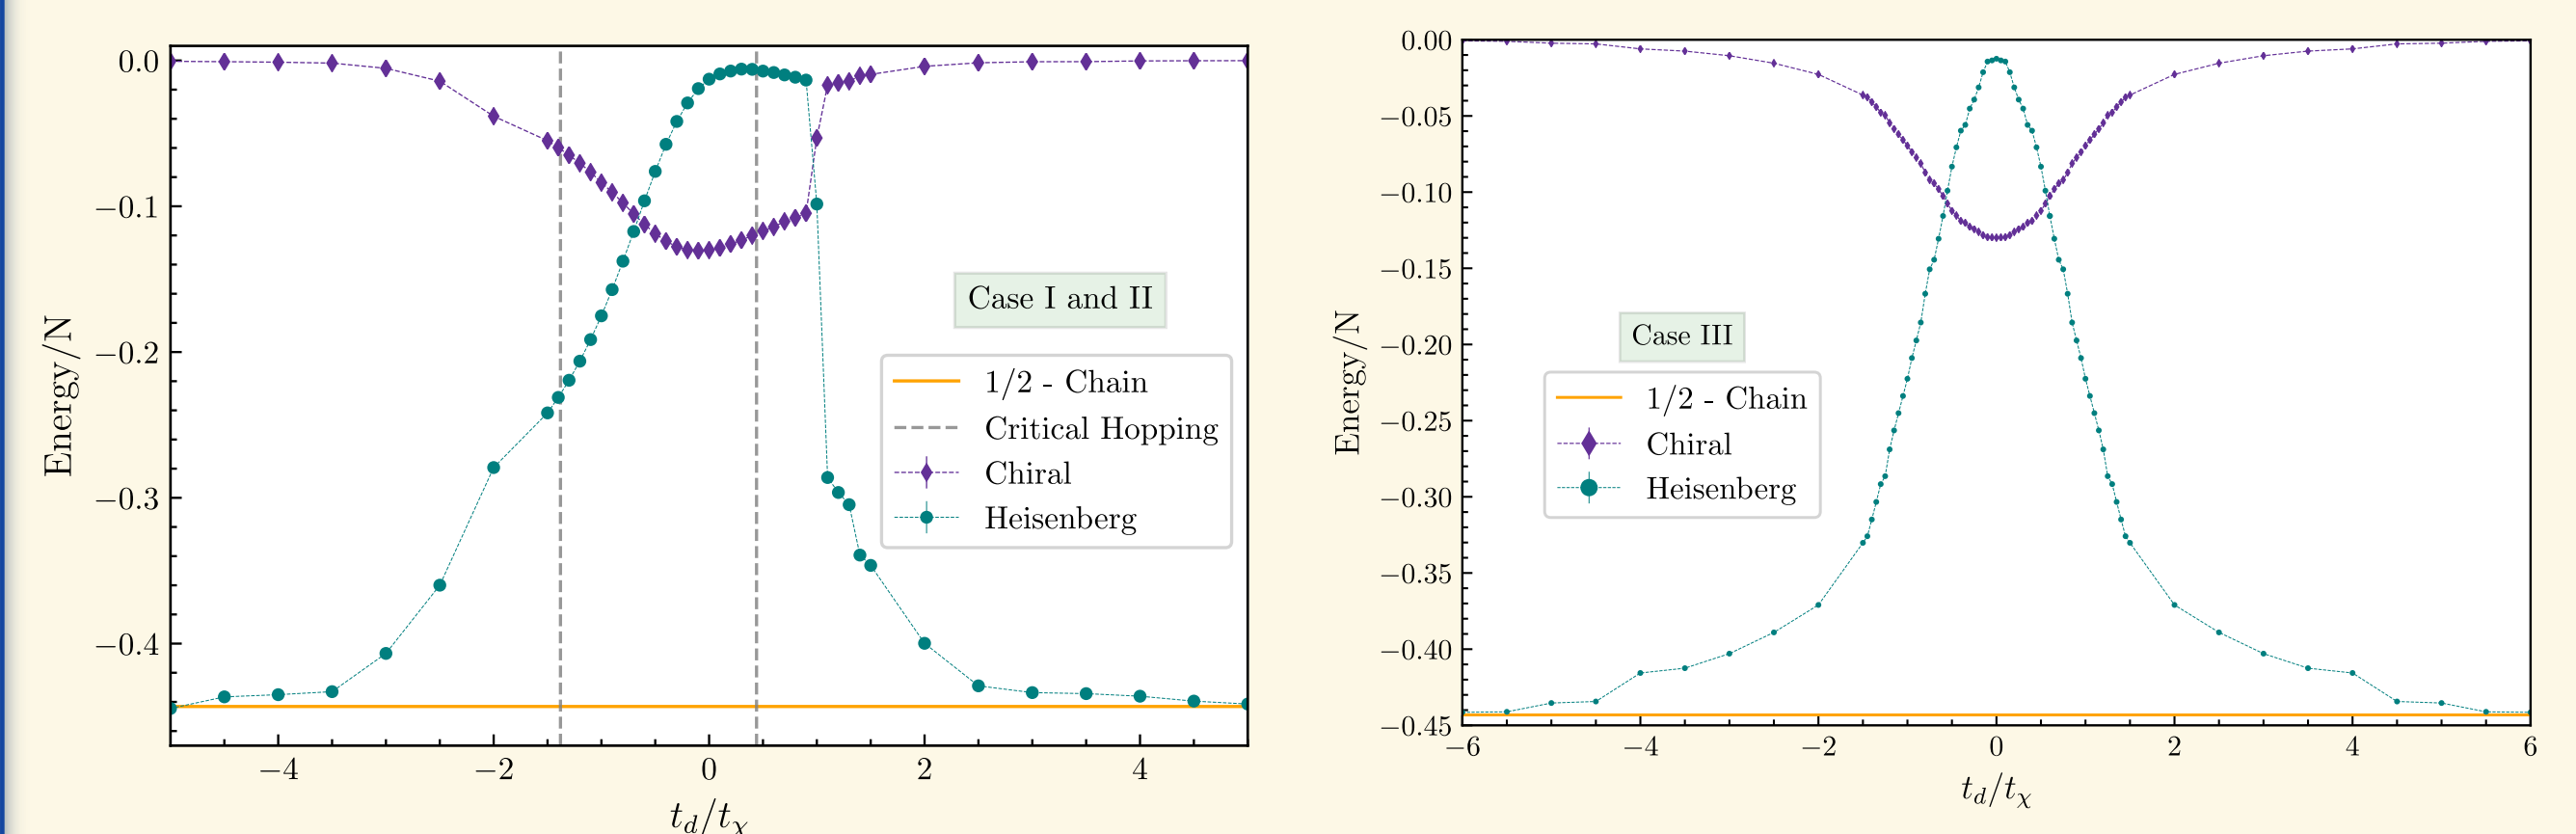 0.0
−0.1
−0.2
−0.3
−0.4
Energy/N
−4 −2 0 2 4
t_d/t_χ
Case I and II
1/2 - Chain
Critical Hopping
Chiral
Heisenberg
0.00
−0.05
−0.10
−0.15
−0.20
−0.25
−0.30
−0.35
−0.40
−0.45
Energy/N
−6 −4 −2 0 2 4 6
t_d/t_χ
Case III
1/2 - Chain
Chiral
Heisenberg